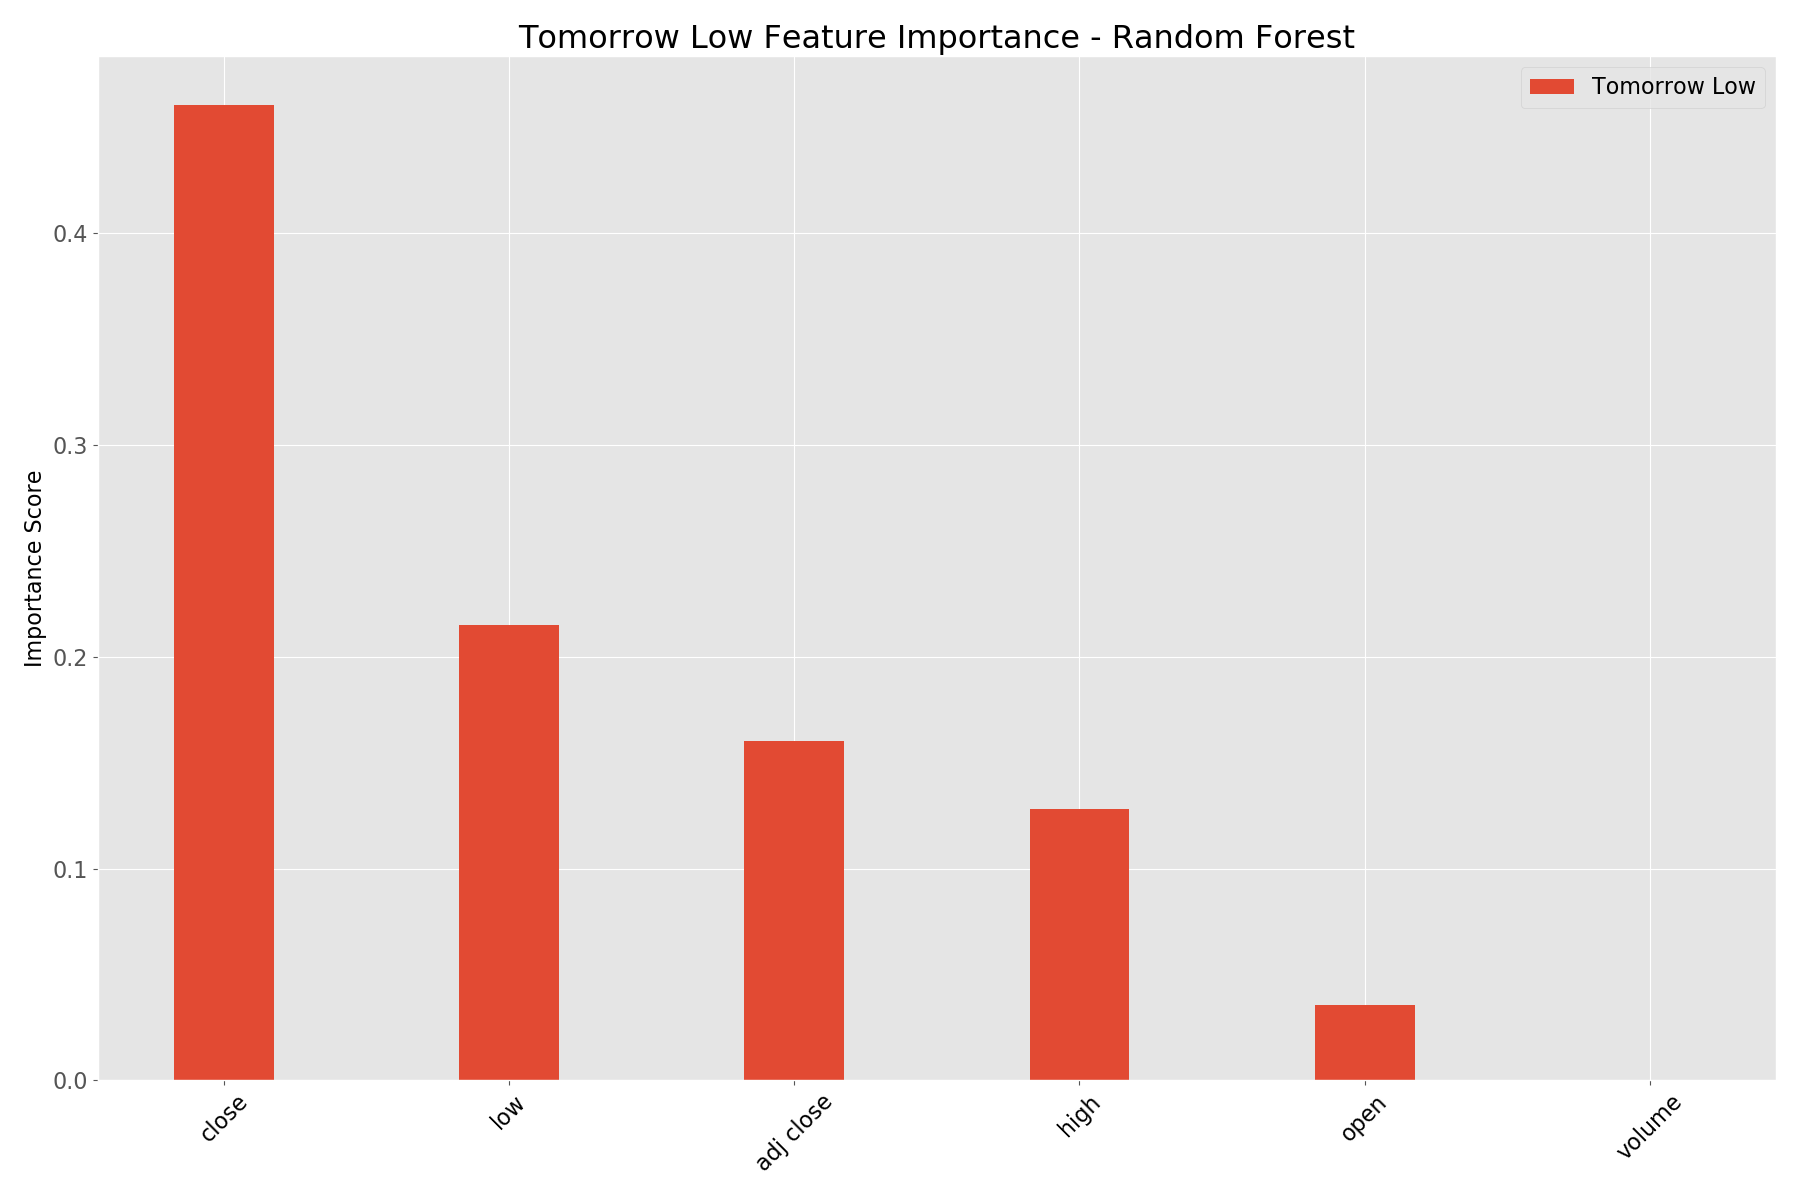 Tomorrow Low Feature Importance - Random Forest
Tomorrow Low
Importance Score
0.4
0.3
0.2
0.1
0.0
close
low
adj close
high
open
volume